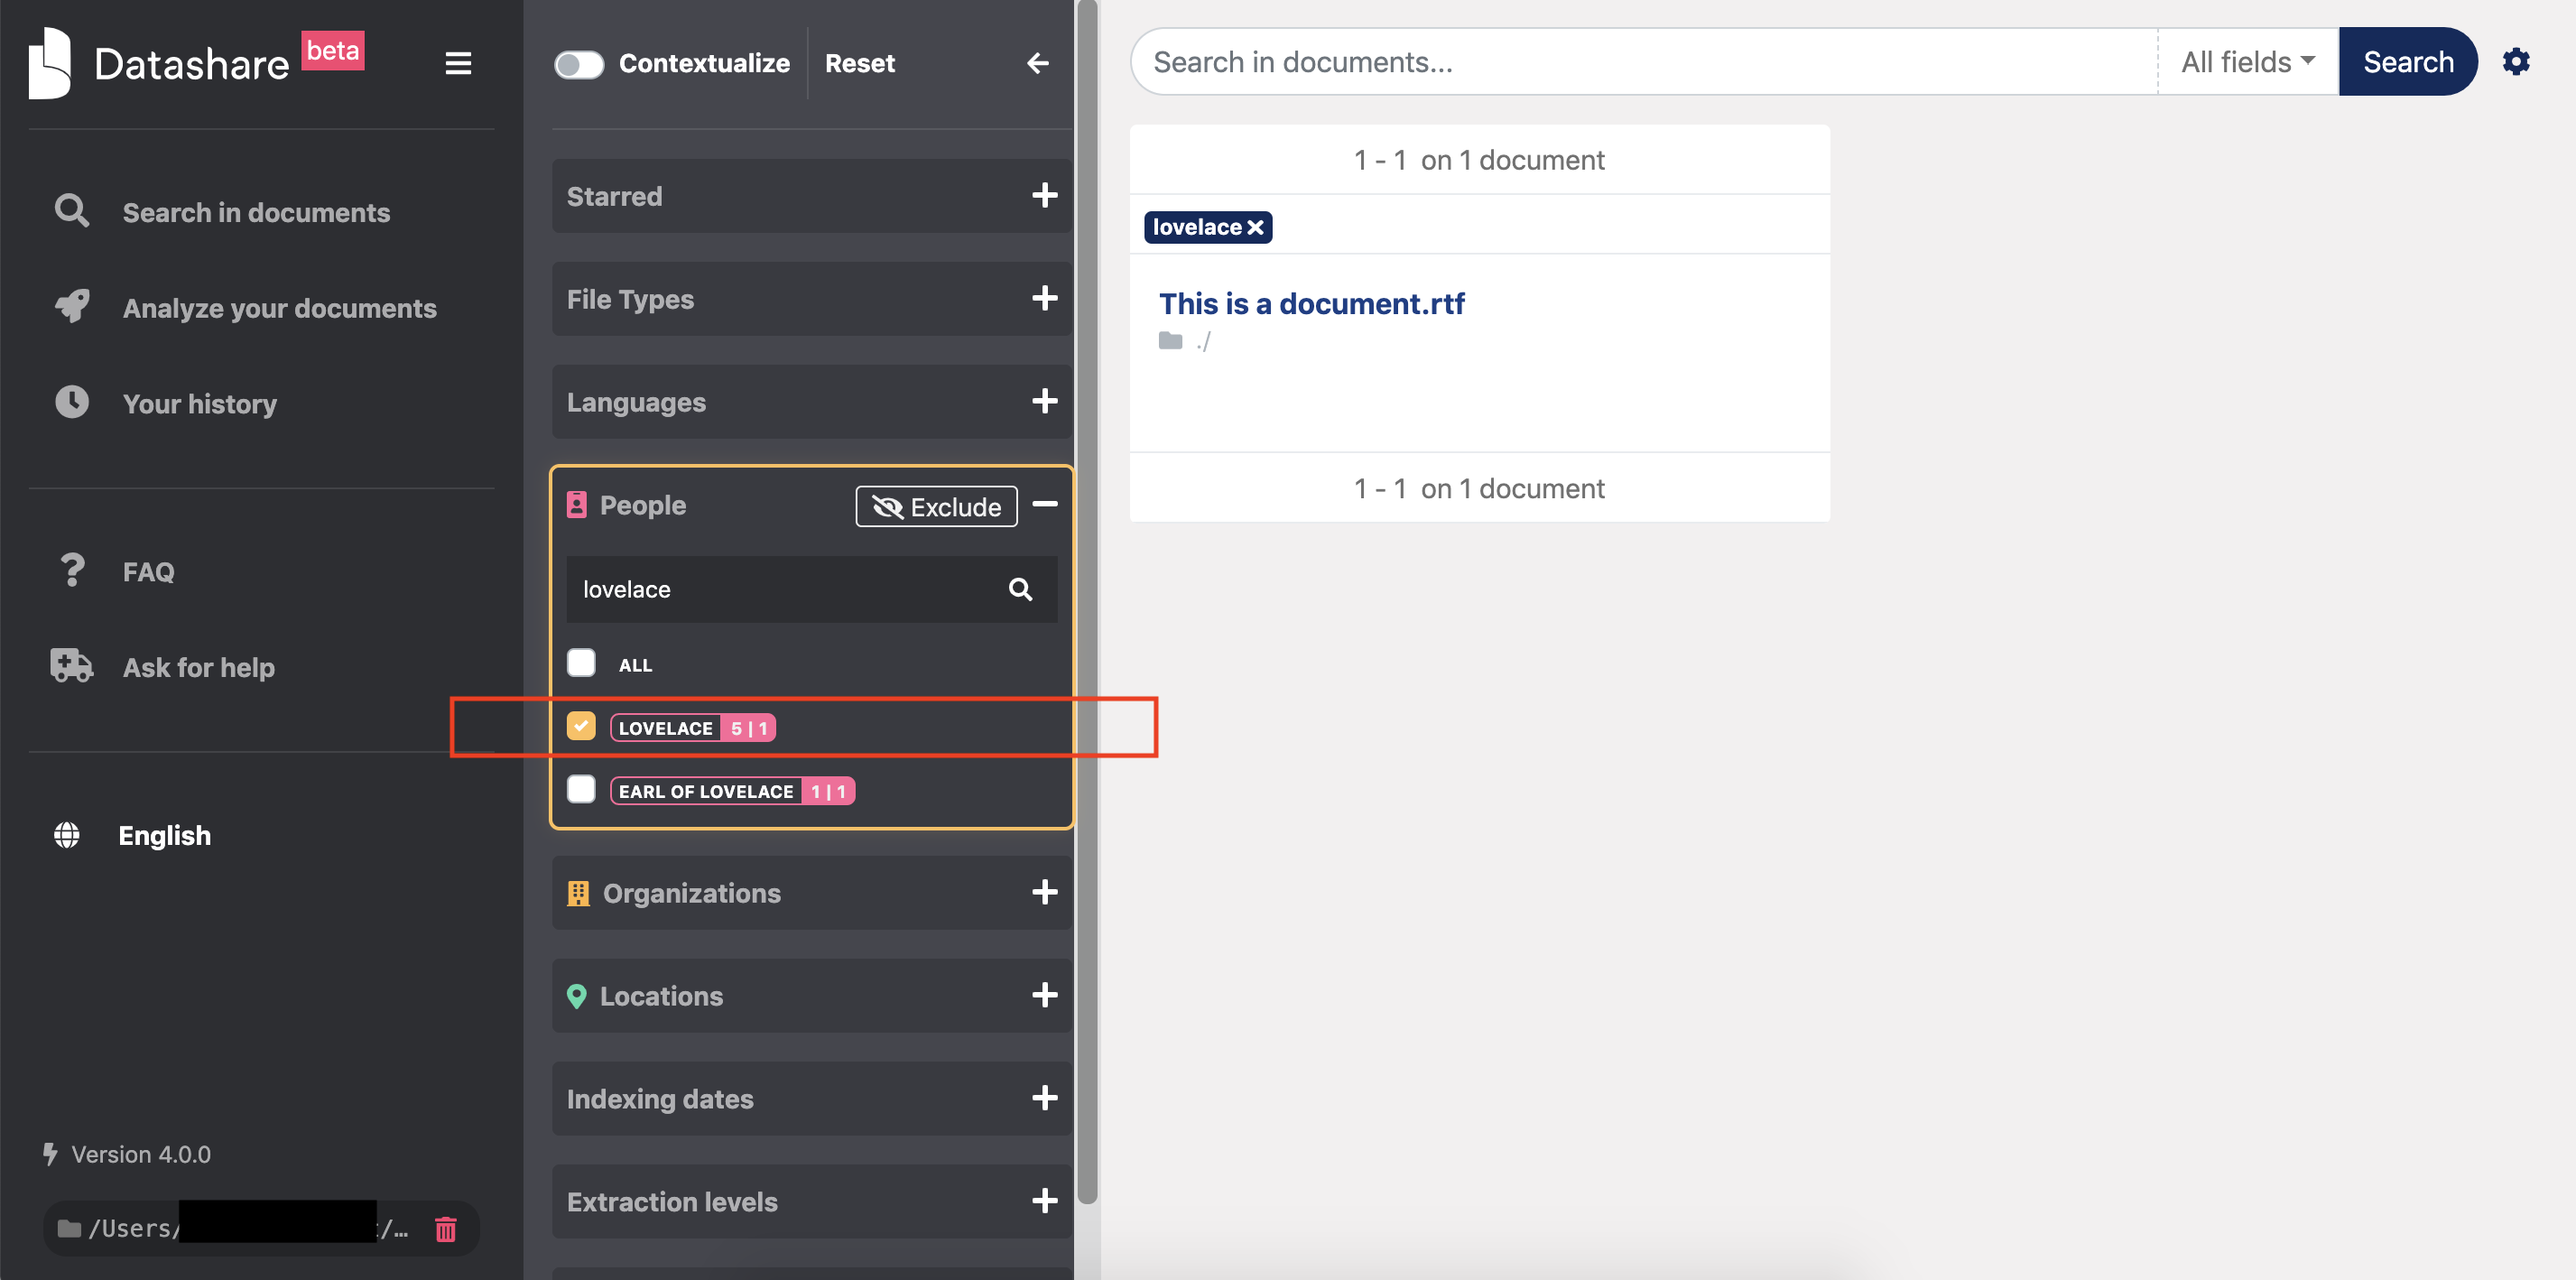 Datashare beta
Search in documents
Analyze your documents
Your history
FAQ
Ask for help
English
Version 4.0.0
/Users/ /…
Contextualize Reset
Starred
File Types
Languages
People Exclude
lovelace
ALL
LOVELACE 5 | 1
EARL OF LOVELACE 1 | 1
Organizations
Locations
Indexing dates
Extraction levels
Search in documents... All fields Search
1 - 1 on 1 document
lovelace
This is a document.rtf
./
1 - 1 on 1 document